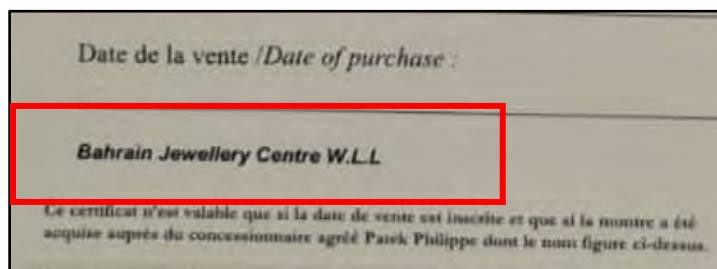 Date de la vente /Date of purchase :
Bahrain Jewellery Centre W.L.L
Ce certificat n'est valable que si la date de vente est inscrite et que si la montre a été
acquise auprès du concessionnaire agréé Patek Philippe dont le nom figure ci-dessus.